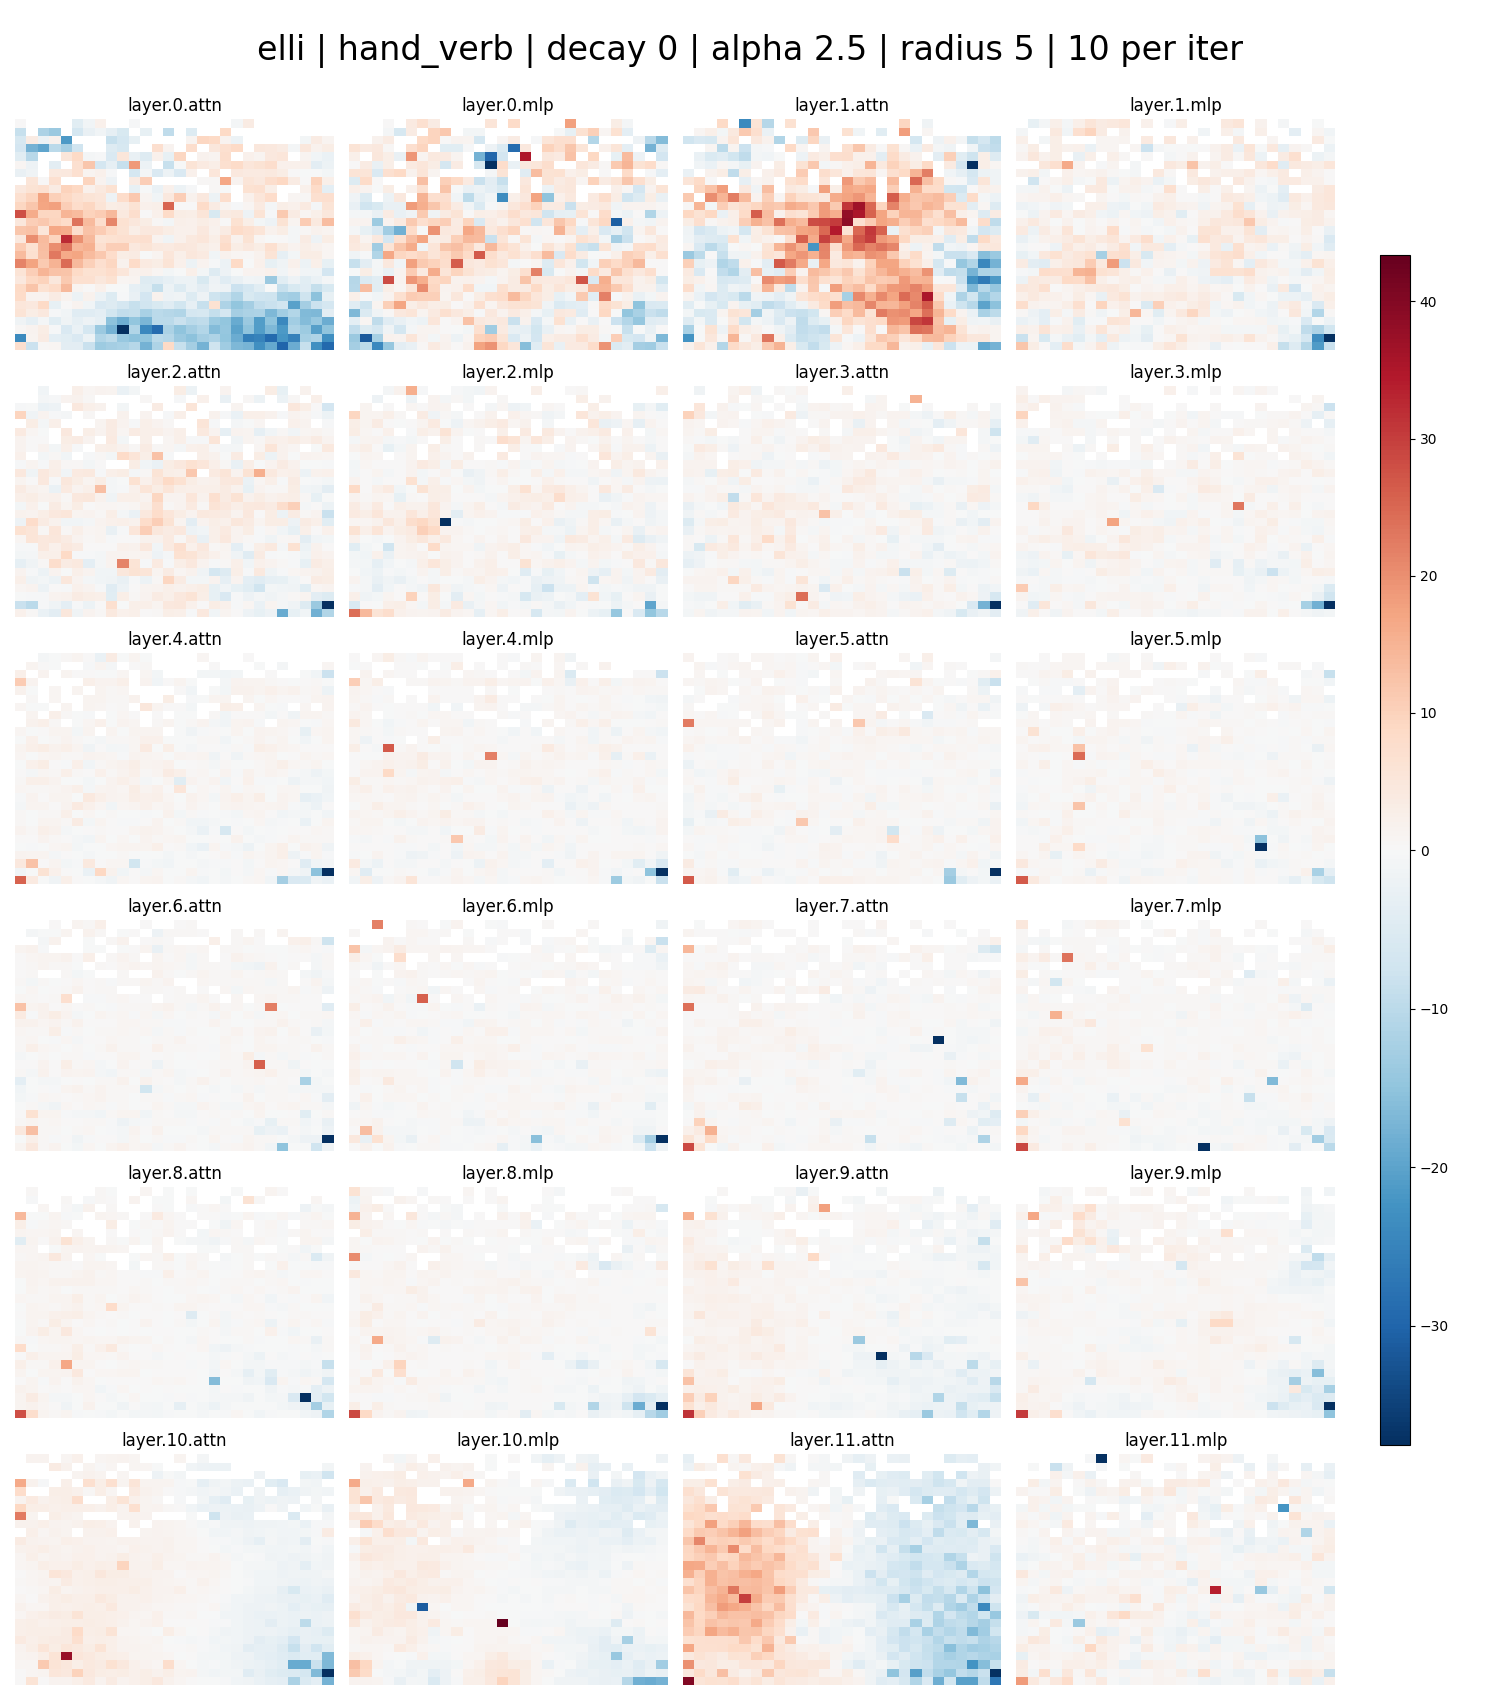 elli | hand_verb | decay 0 | alpha 2.5 | radius 5 | 10 per iter
layer.0.attn
layer.0.mlp
layer.1.attn
layer.1.mlp
layer.2.attn
layer.2.mlp
layer.3.attn
layer.3.mlp
layer.4.attn
layer.4.mlp
layer.5.attn
layer.5.mlp
layer.6.attn
layer.6.mlp
layer.7.attn
layer.7.mlp
layer.8.attn
layer.8.mlp
layer.9.attn
layer.9.mlp
layer.10.attn
layer.10.mlp
layer.11.attn
layer.11.mlp
40
30
20
10
0
−10
−20
−30